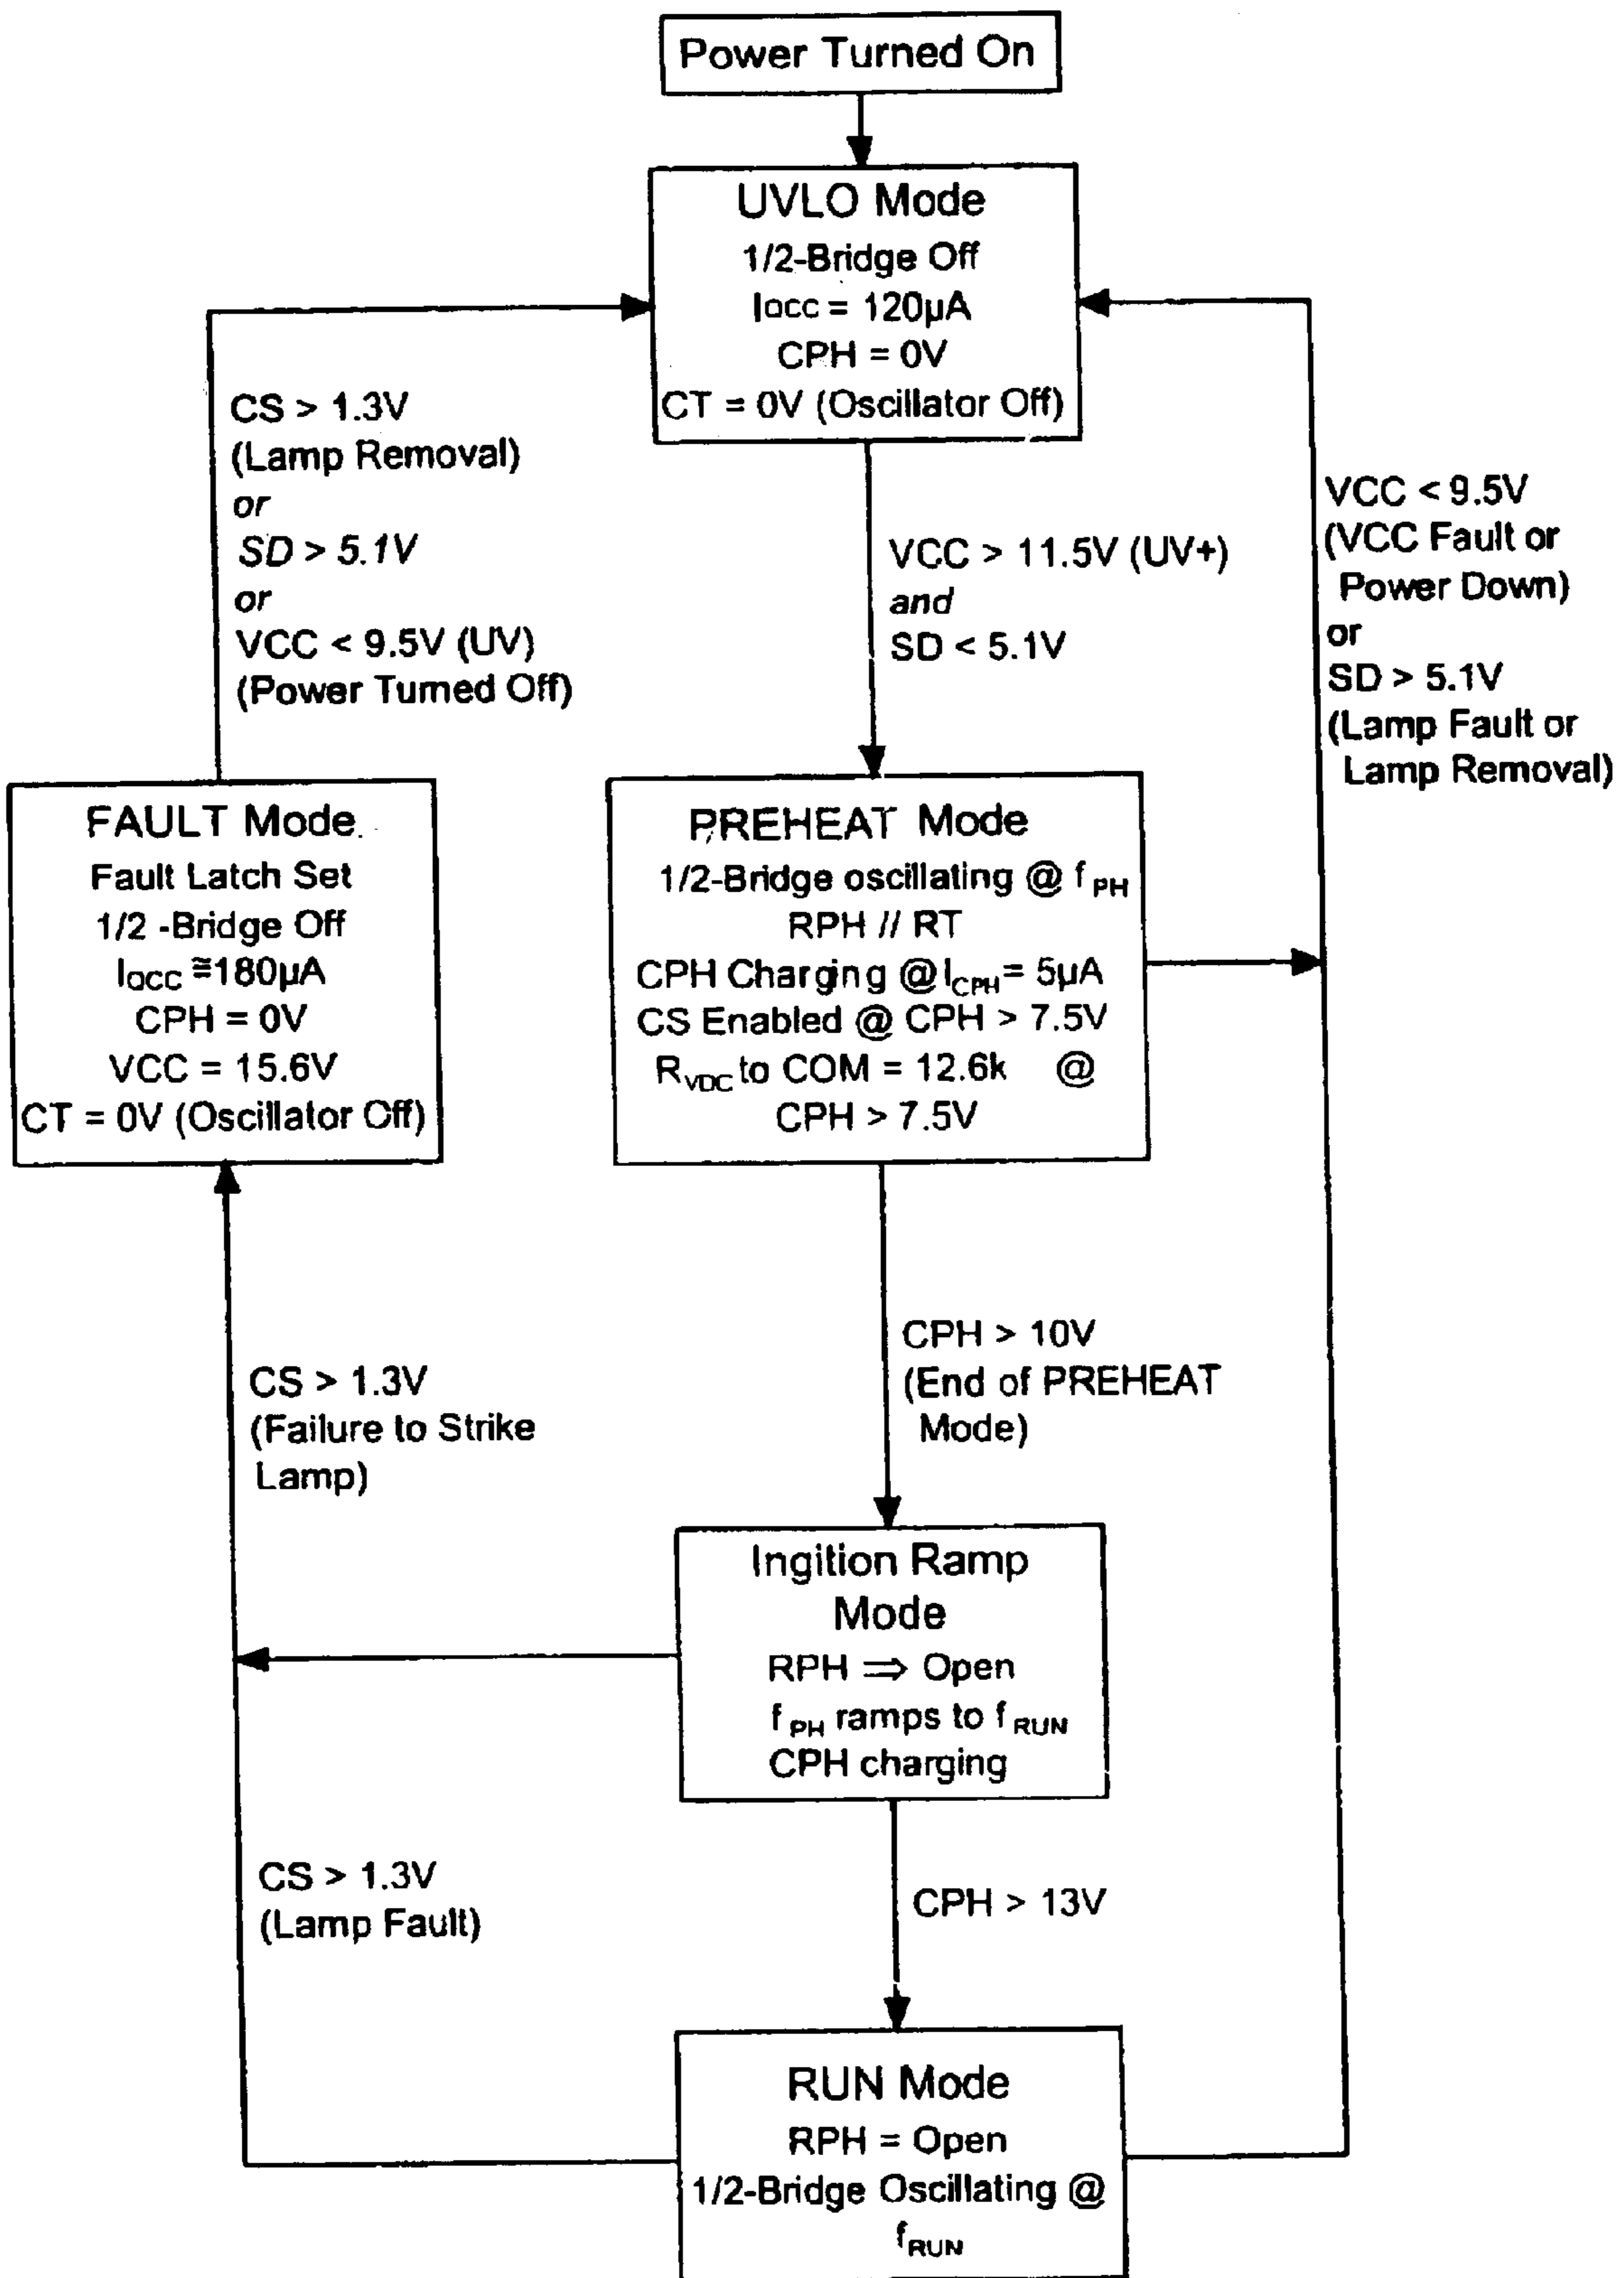 Power Turned On
UVLO Mode
1/2-Bridge Off
IQCC = 120µA
CPH = 0V
CT = 0V (Oscillator Off)
CS > 1.3V
(Lamp Removal)
or
SD > 5.1V
or
VCC < 9.5V (UV)
(Power Turned Off)
VCC > 11.5V (UV+)
and
SD < 5.1V
VCC < 9.5V
(VCC Fault or
Power Down)
or
SD > 5.1V
(Lamp Fault or
Lamp Removal)
FAULT Mode
Fault Latch Set
1/2 -Bridge Off
IQCC ≅180µA
CPH = 0V
VCC = 15.6V
CT = 0V (Oscillator Off)
PREHEAT Mode
1/2-Bridge oscillating @ fPH
RPH // RT
CPH Charging @ICPH= 5µA
CS Enabled @ CPH > 7.5V
RVDC to COM = 12.6k @
CPH > 7.5V
CS > 1.3V
(Failure to Strike
Lamp)
CPH > 10V
(End of PREHEAT
Mode)
Ingition Ramp
Mode
RPH ⇒ Open
fPH ramps to fRUN
CPH charging
CS > 1.3V
(Lamp Fault)
CPH > 13V
RUN Mode
RPH = Open
1/2-Bridge Oscillating @
fRUN